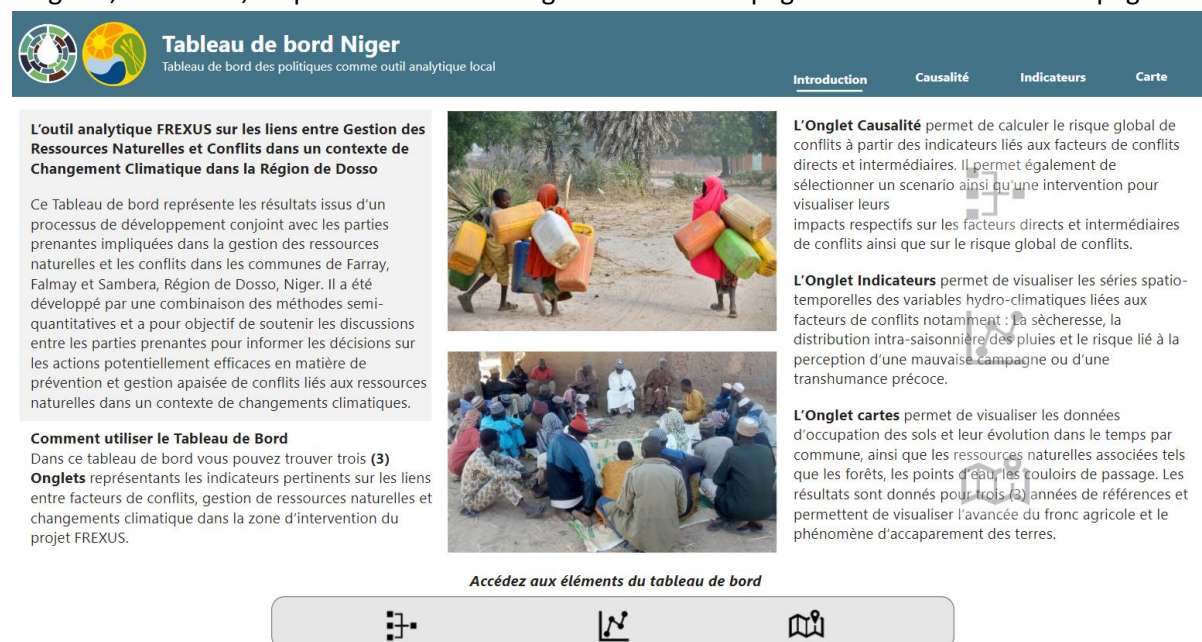 Tableau de bord Niger
Tableau de bord des politiques comme outil analytique local
Introduction Causalité Indicateurs Carte
L'outil analytique FREXUS sur les liens entre Gestion des
Ressources Naturelles et Conflits dans un contexte de
Changement Climatique dans la Région de Dosso
Ce Tableau de bord représente les résultats issus d'un
processus de développement conjoint avec les parties
prenantes impliquées dans la gestion des ressources
naturelles et les conflits dans les communes de Farray,
Falmay et Sambera, Région de Dosso, Niger. Il a été
développé par une combinaison des méthodes semi-
quantitatives et a pour objectif de soutenir les discussions
entre les parties prenantes pour informer les décisions sur
les actions potentiellement efficaces en matière de
prévention et gestion apaisée de conflits liés aux ressources
naturelles dans un contexte de changements climatiques.
Comment utiliser le Tableau de Bord
Dans ce tableau de bord vous pouvez trouver trois (3)
Onglets représentants les indicateurs pertinents sur les liens
entre facteurs de conflits, gestion de ressources naturelles et
changements climatique dans la zone d'intervention du
projet FREXUS.
L'Onglet Causalité permet de calculer le risque global de
conflits à partir des indicateurs liés aux facteurs de conflits
directs et intermédiaires. Il permet également de
sélectionner un scenario ainsi qu'une intervention pour
visualiser leurs
impacts respectifs sur les facteurs directs et intermédiaires
de conflits ainsi que sur le risque global de conflits.
L'Onglet Indicateurs permet de visualiser les séries spatio-
temporelles des variables hydro-climatiques liées aux
facteurs de conflits notamment : La sècheresse, la
distribution intra-saisonnière des pluies et le risque lié à la
perception d'une mauvaise campagne ou d'une
transhumance précoce.
L'Onglet cartes permet de visualiser les données
d'occupation des sols et leur évolution dans le temps par
commune, ainsi que les ressources naturelles associées tels
que les forêts, les points d'eau, les couloirs de passage. Les
résultats sont donnés pour trois (3) années de références et
permettent de visualiser l'avancée du fronc agricole et le
phénomène d'accaparement des terres.
Accédez aux éléments du tableau de bord